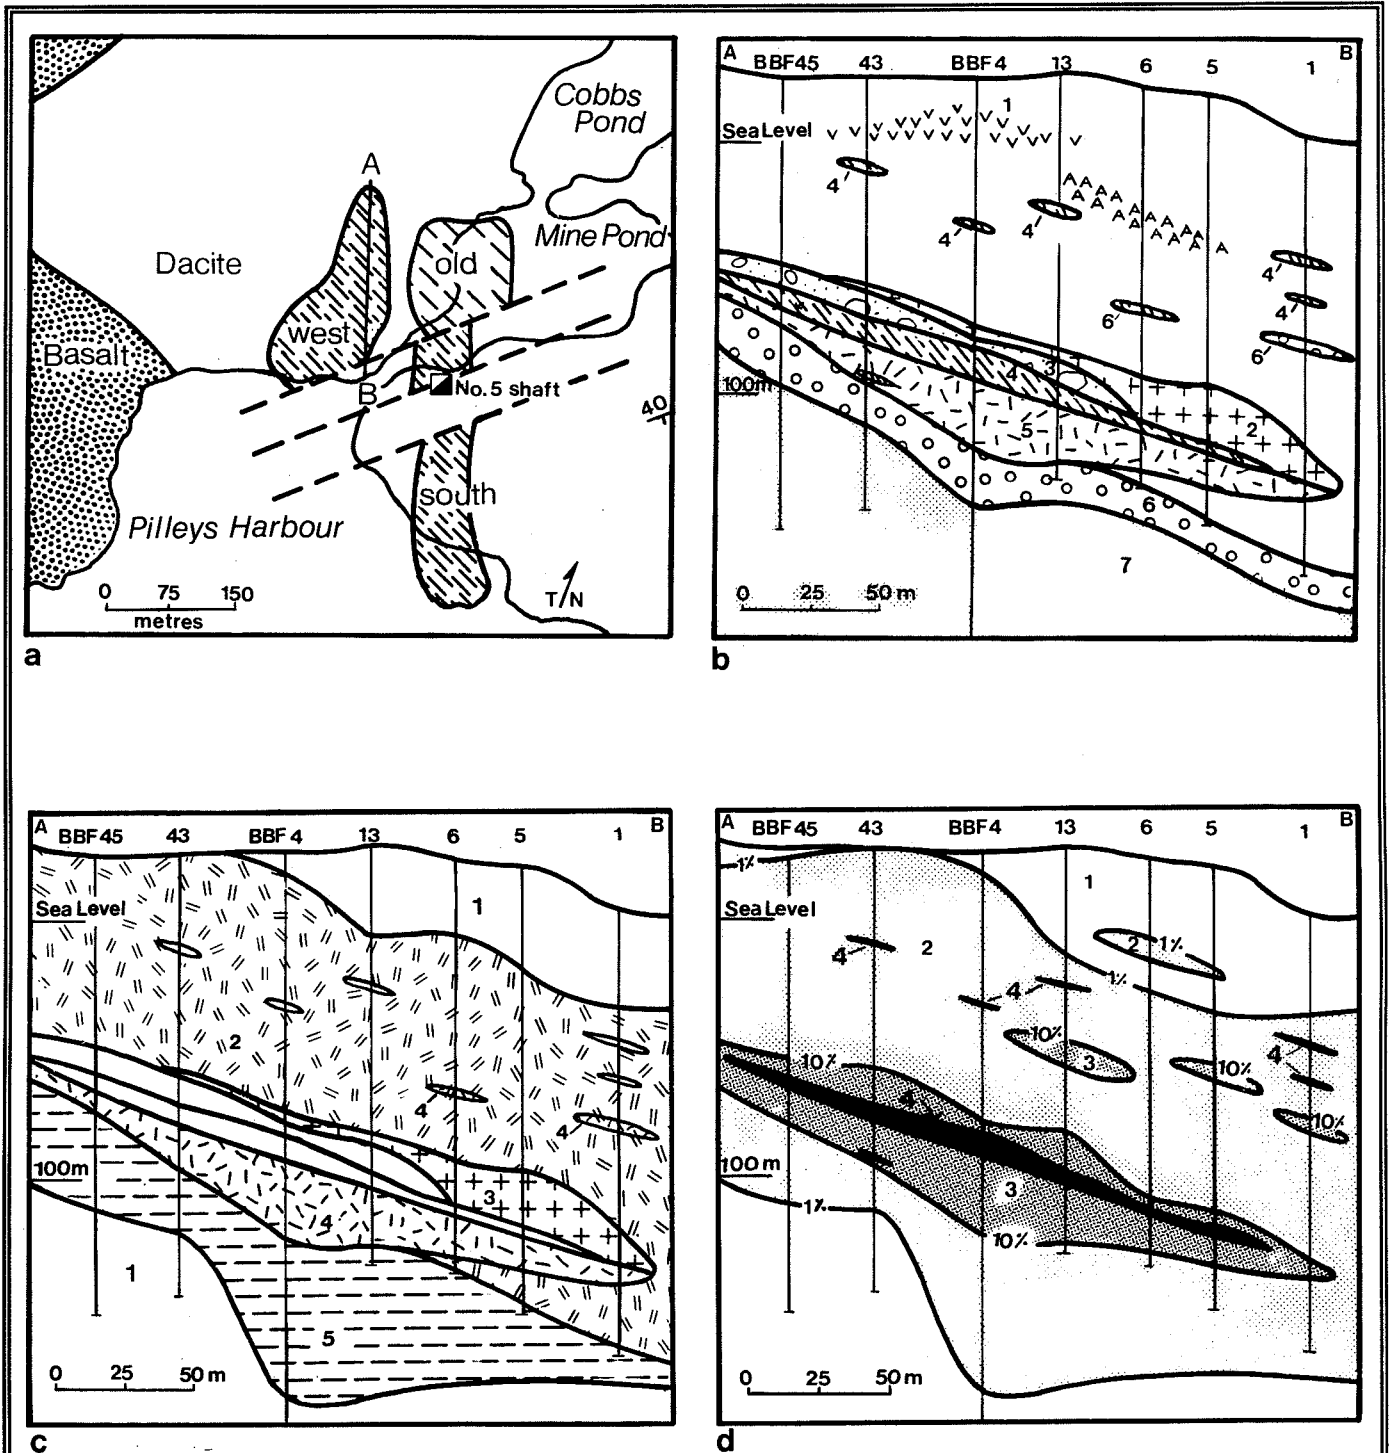 Cobbs
Pond
A
Mine Pond
Dacite
old
west
Basalt
B
No.5 shaft
40
south
Pilleys Harbour
0 75 150
metres
T/N
a
A B
BBF45 43 BBF4 13 6 5 1
1
Sea Level
4
4
4
4
4
6
6
4
3
4
100m
2
5
6
7
0 25 50 m
b
A B
BBF45 43 BBF4 13 6 5 1
1
Sea Level
2
4
4
100m
3
4
1
5
0 25 50 m
c
A B
BBF45 43 BBF4 13 6 5 1
1%
1
Sea Level
2 2 1%
4
1%
4
10%
3
4
10% 10%
4
10%
100 m
3
1%
10%
0 25 50 m
d